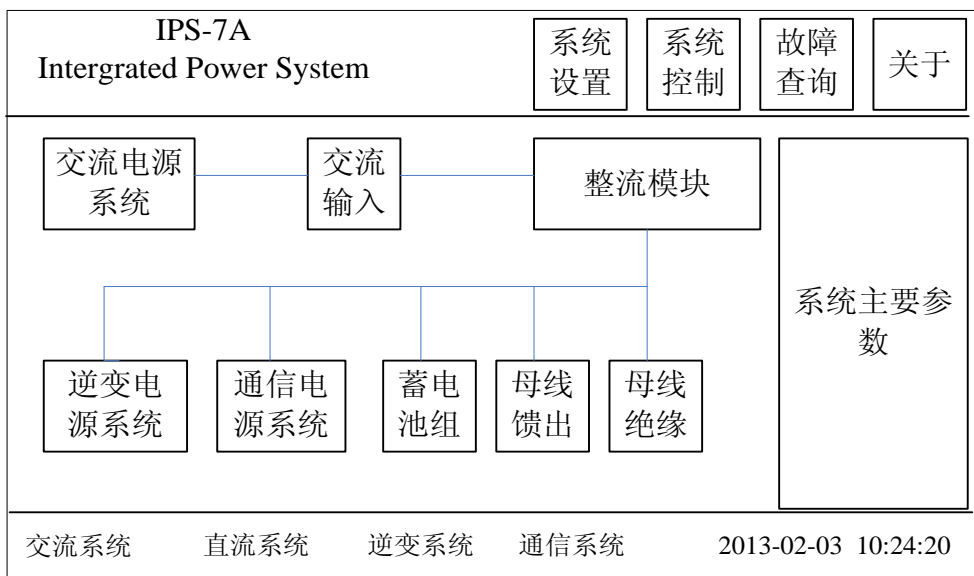 IPS-7A
Intergrated Power System
系统
设置
系统
控制
故障
查询
关于
交流电源
系统
交流
输入
整流模块
系统主要参
数
逆变电
源系统
通信电
源系统
蓄电
池组
母线
馈出
母线
绝缘
交流系统
直流系统
逆变系统
通信系统
2013-02-03 10:24:20